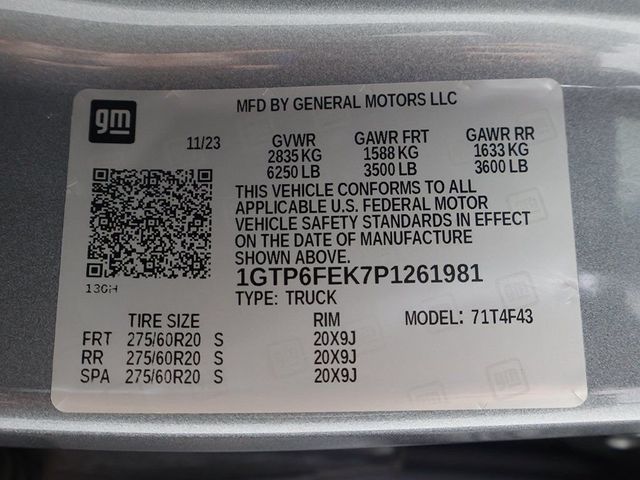 gm
MFD BY GENERAL MOTORS LLC
11/23 GVWR GAWR FRT GAWR RR
2835 KG 1588 KG 1633 KG
6250 LB 3500 LB 3600 LB
THIS VEHICLE CONFORMS TO ALL
APPLICABLE U.S. FEDERAL MOTOR
VEHICLE SAFETY STANDARDS IN EFFECT
ON THE DATE OF MANUFACTURE
SHOWN ABOVE.
13GH
1GTP6FEK7P1261981
TYPE: TRUCK
TIRE SIZE RIM MODEL: 71T4F43
FRT 275/60R20 S 20X9J
RR 275/60R20 S 20X9J
SPA 275/60R20 S 20X9J